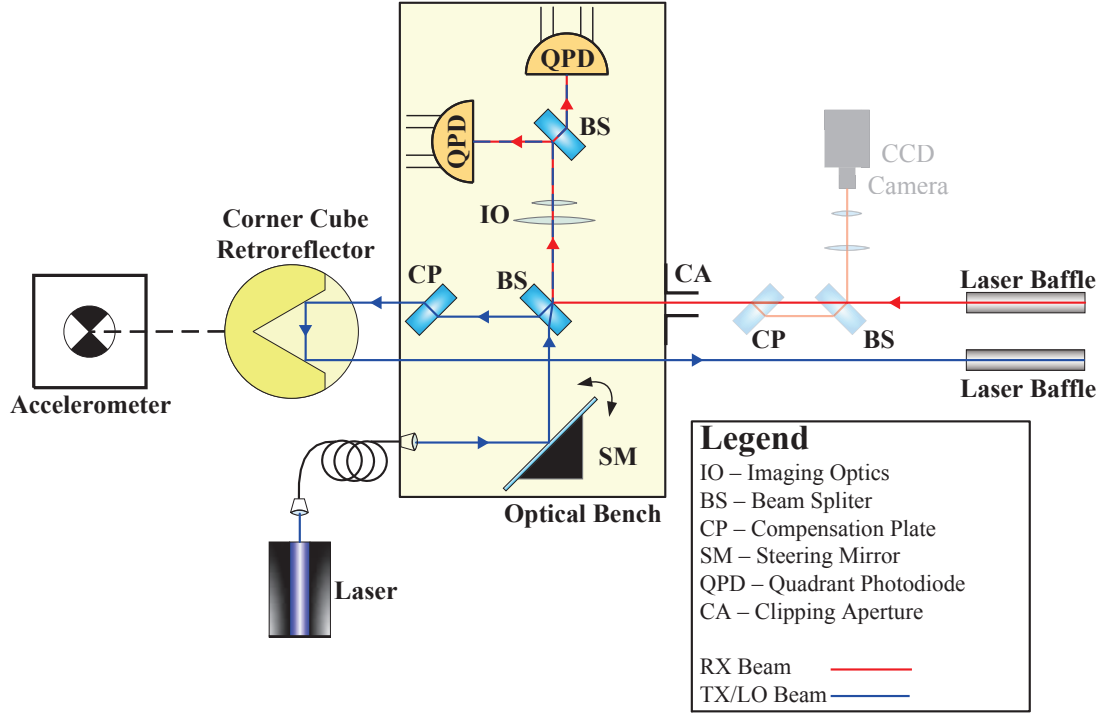 QPD
QPD
BS
CCD
Camera
IO
Corner Cube
Retroreflector
CP
BS
CA
Laser Baffle
CP
BS
Accelerometer
Laser Baffle
SM
Optical Bench
Laser
Legend
IO – Imaging Optics
BS – Beam Spliter
CP – Compensation Plate
SM – Steering Mirror
QPD – Quadrant Photodiode
CA – Clipping Aperture
RX Beam
TX/LO Beam